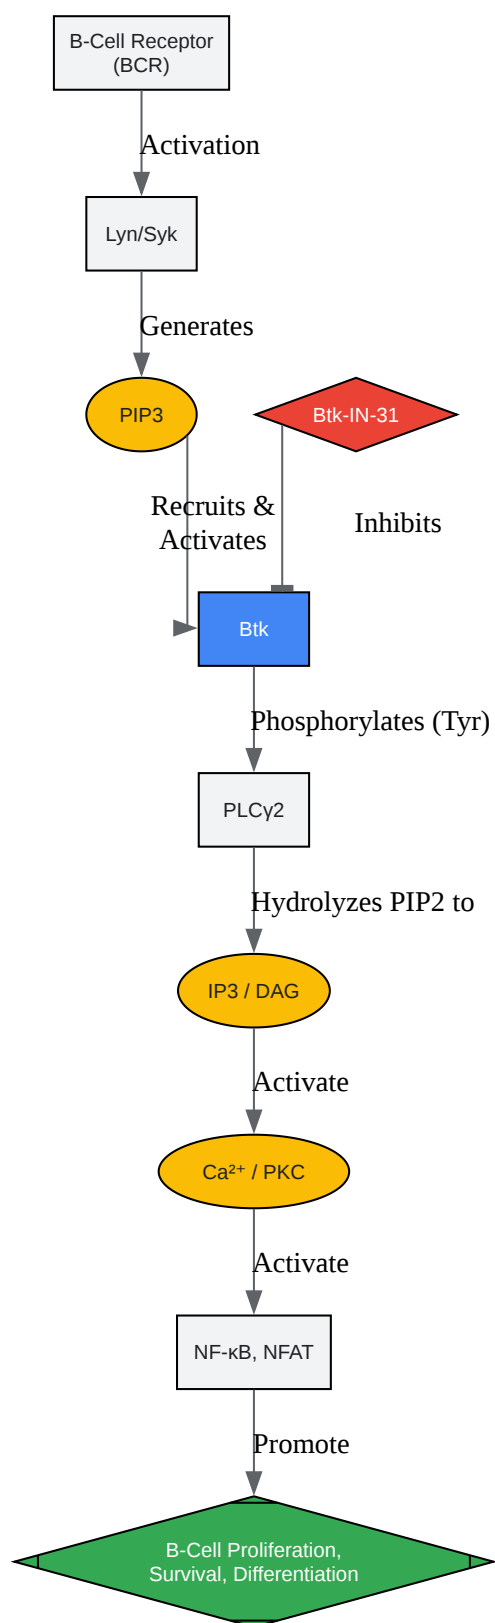 B-Cell Receptor
(BCR)
Activation
Lyn/Syk
Generates
PIP3
Btk-IN-31
Recruits &
Activates
Inhibits
Btk
Phosphorylates (Tyr)
PLCγ2
Hydrolyzes PIP2 to
IP3 / DAG
Activate
Ca²⁺ / PKC
Activate
NF-κB, NFAT
Promote
B-Cell Proliferation,
Survival, Differentiation